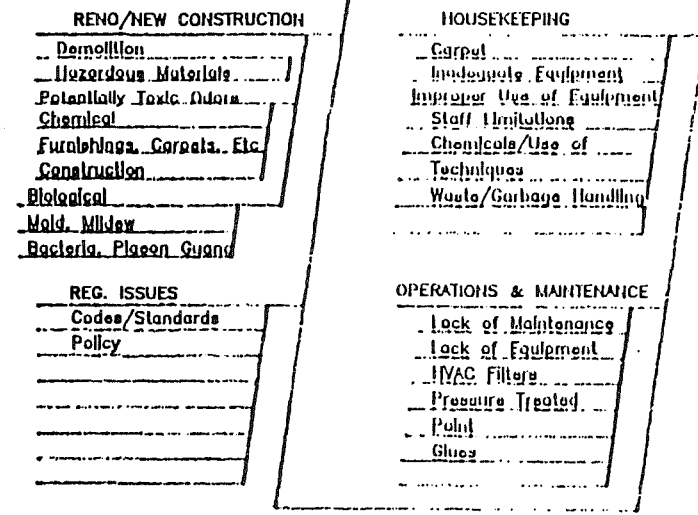 RENO/NEW CONSTRUCTION
Demolition
Hazardous Materials
Potentially Toxic Odors
Chemical
Furnishings, Carpets, Etc
Construction
Biological
Mold, Mildew
Bacteria, Pigeon Guano
HOUSEKEEPING
Carpet
Inadequate Equipment
Improper Use of Equipment
Staff Limitations
Chemicals/Use of
Techniques
Waste/Garbage Handling
REG. ISSUES
Codes/Standards
Policy
OPERATIONS & MAINTENANCE
Lack of Maintenance
Lack of Equipment
HVAC Filters
Pressure Treated
Paint
Glues